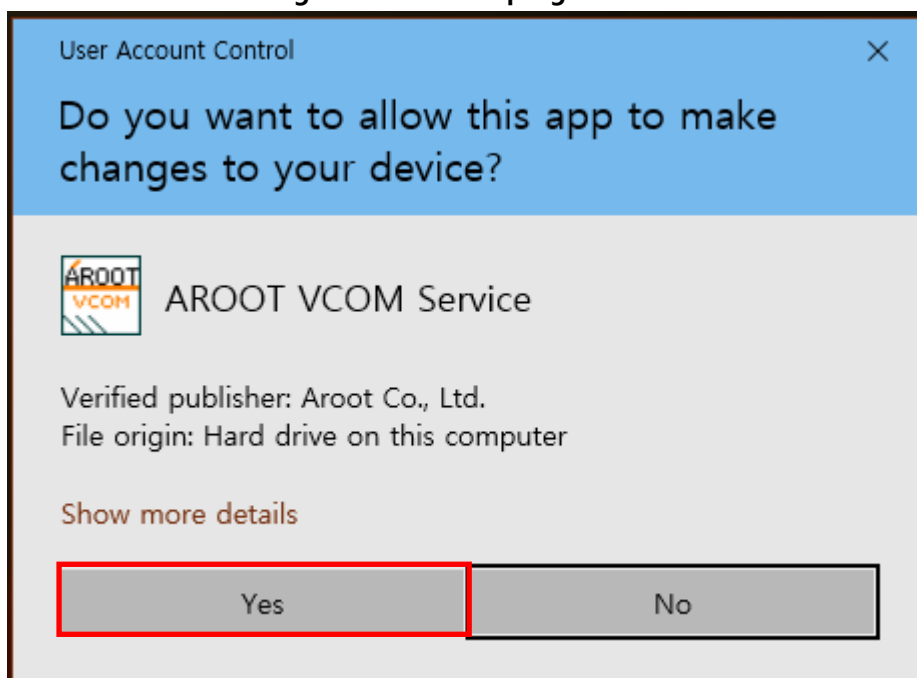 User Account Control
Do you want to allow this app to make
changes to your device?
AROOT
VCOM
AROOT VCOM Service
Verified publisher: Aroot Co., Ltd.
File origin: Hard drive on this computer
Show more details
Yes
No